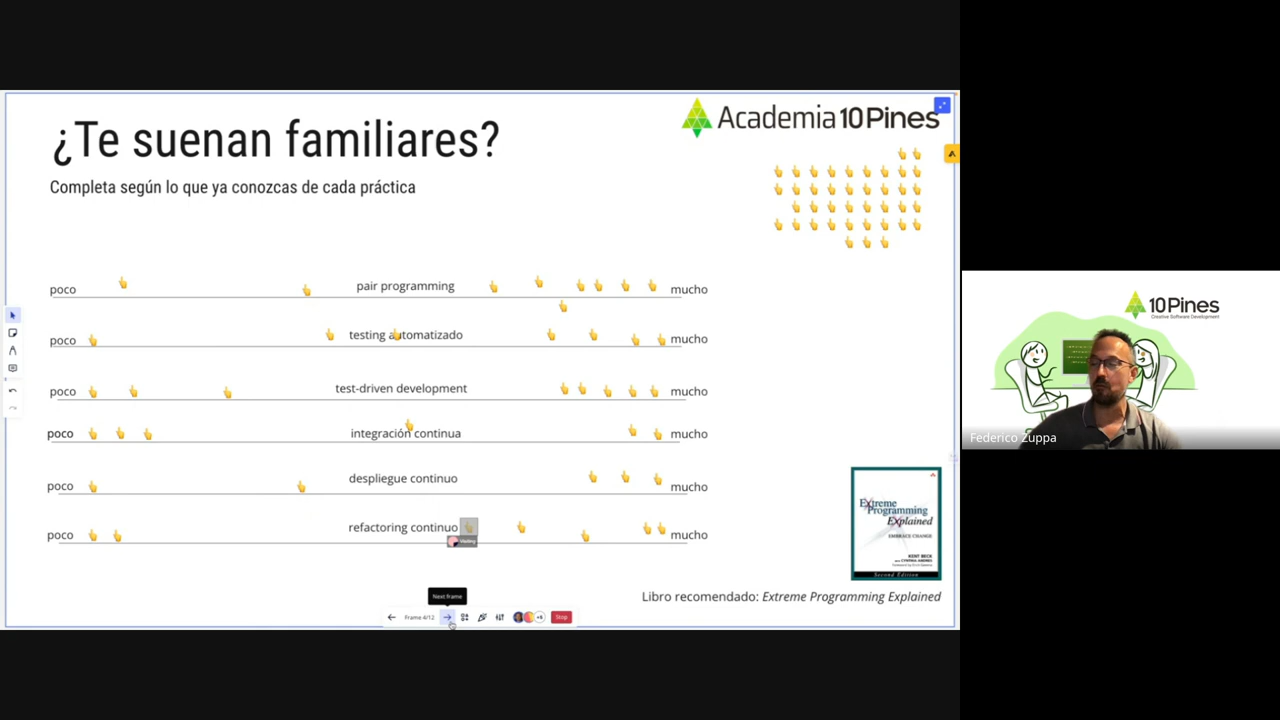 ¿Te suenan familiares?
Academia 10Pines
Completa según lo que ya conozcas de cada práctica
poco pair programming mucho
poco testing automatizado mucho
poco test-driven development mucho
poco integración continua mucho
poco despliegue continuo mucho
poco refactoring continuo mucho
Extreme
Programming
Explained
EMBRACE CHANGE
KENT BECK
Second Edition
Libro recomendado: Extreme Programming Explained
Next frame
Frame 4/12
Stop
10Pines
Creative Software Development
Federico Zuppa